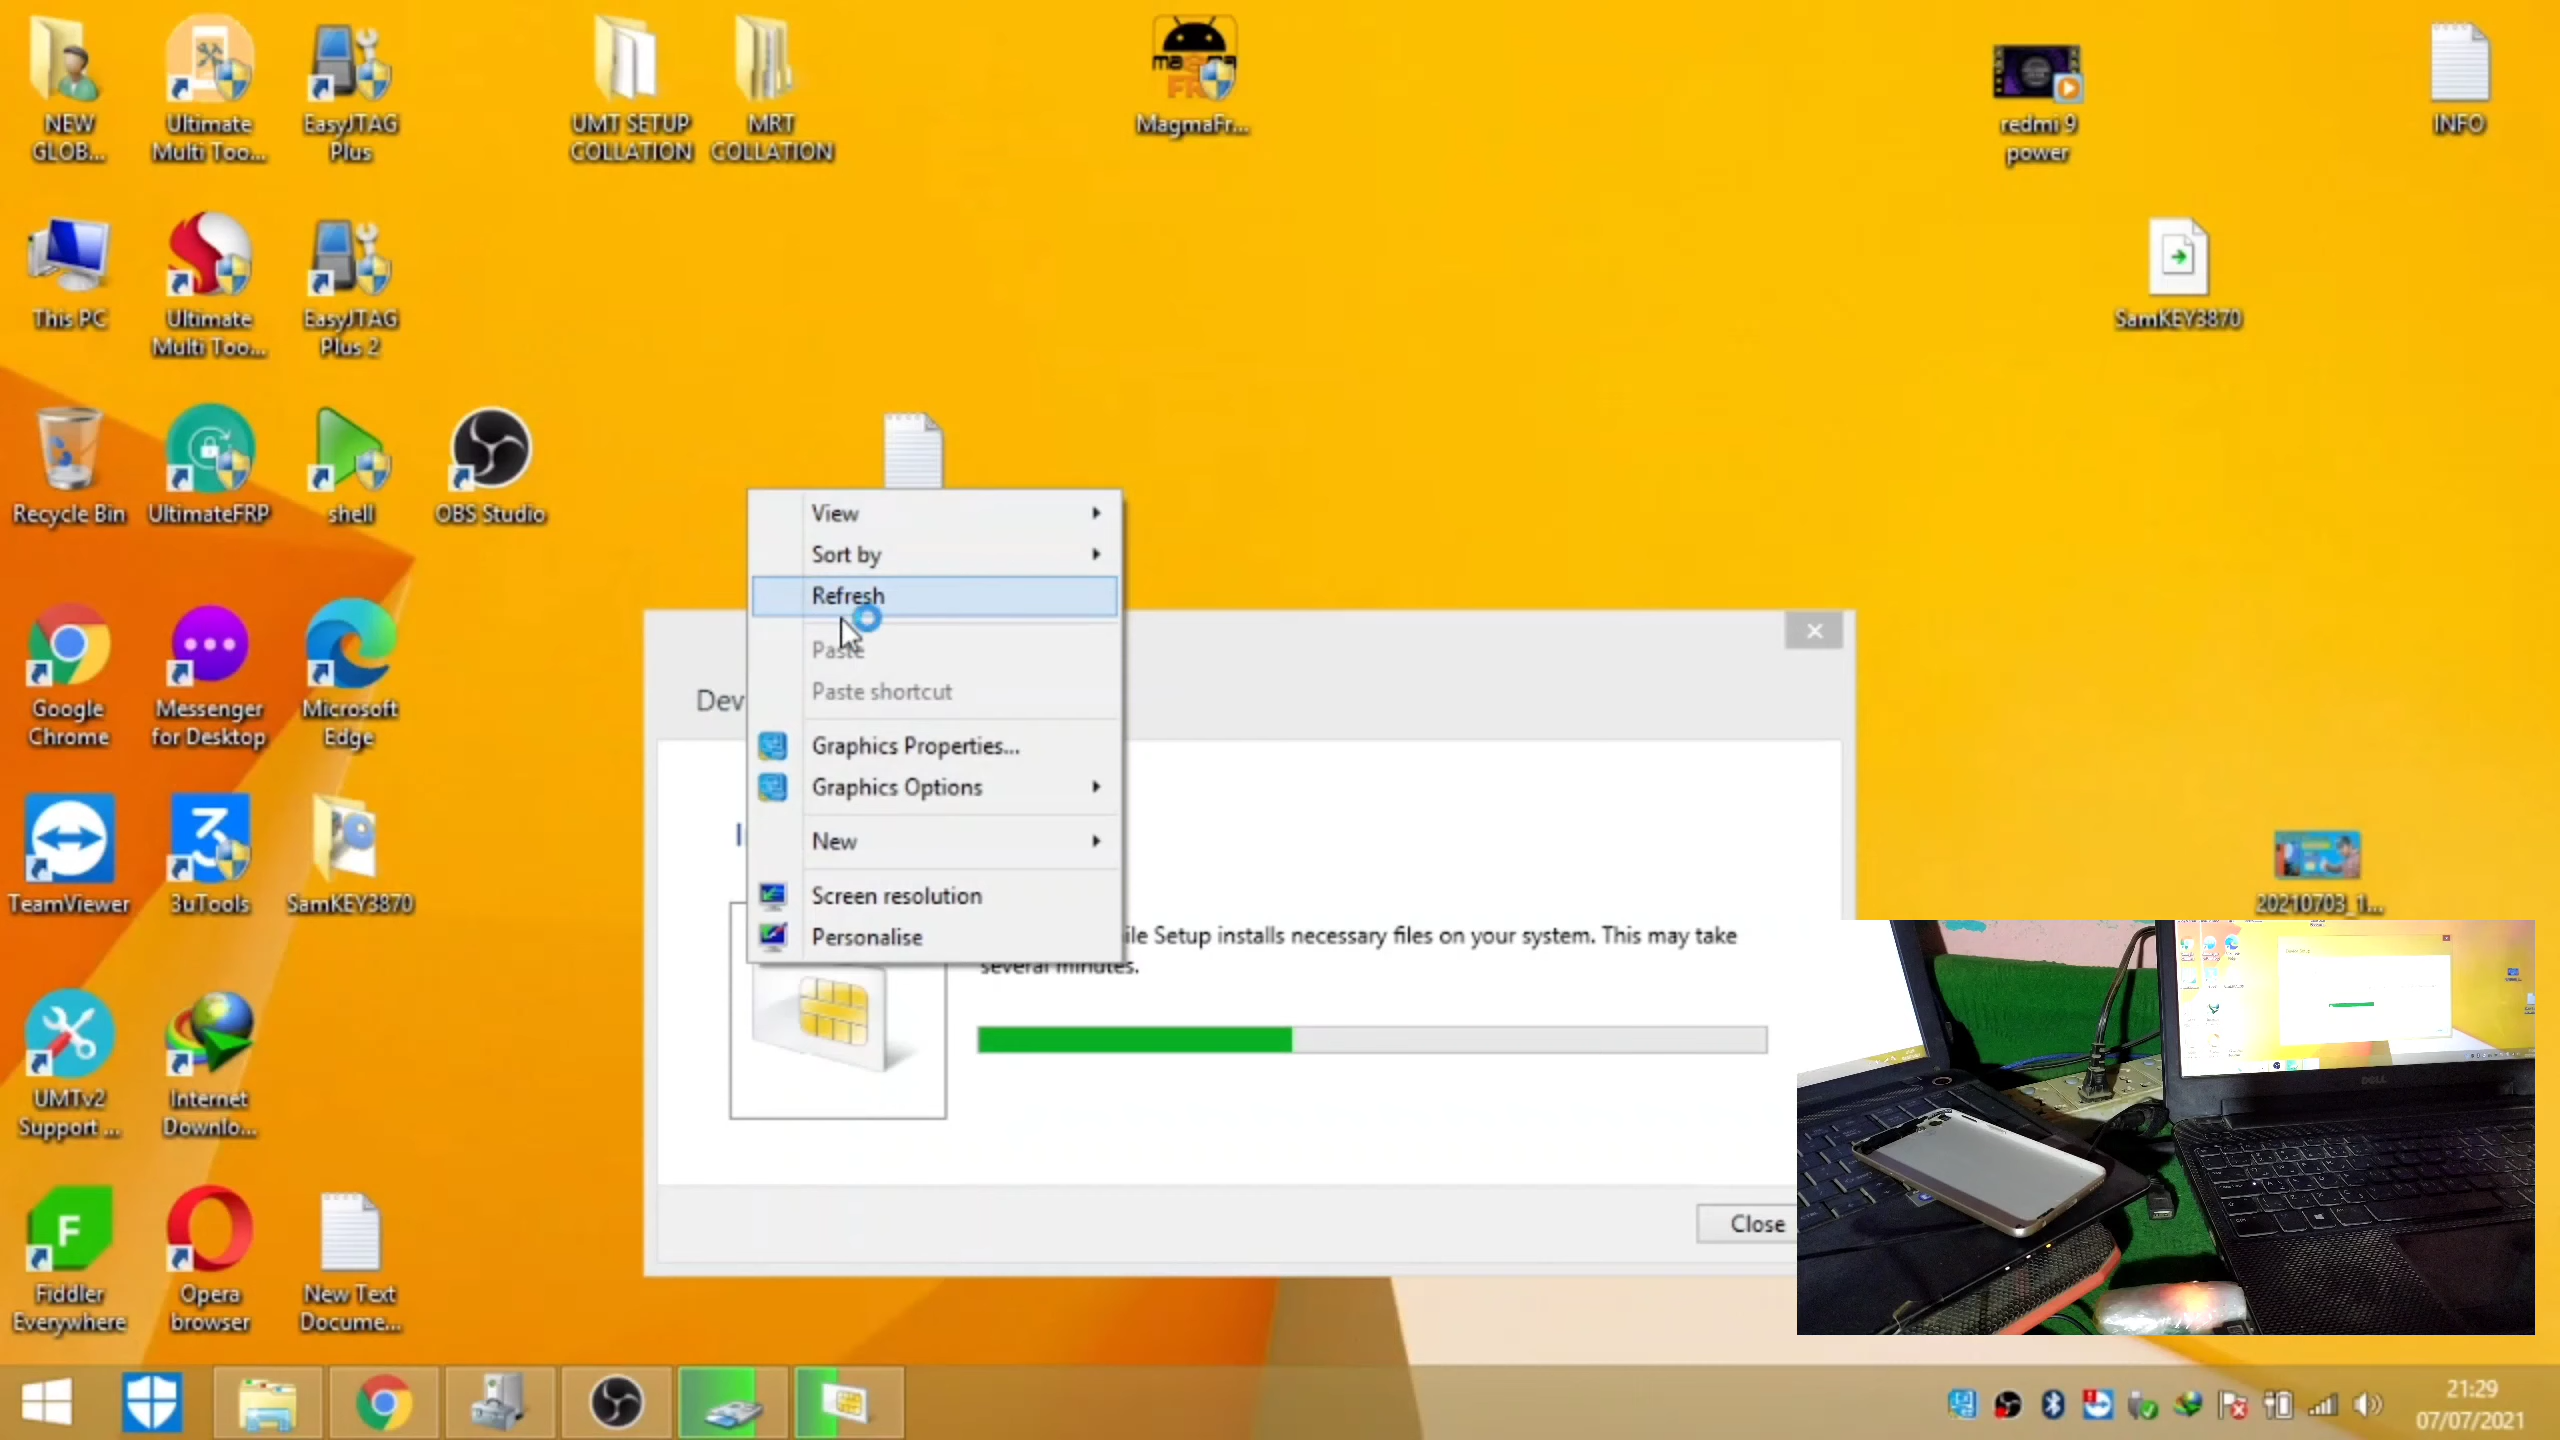 NEW
GLOB...
Ultimate
Multi Too...
EasyJTAG
Plus
UMT SETUP
COLLATION
MRT
COLLATION
MagmaFr...
redmi 9
power
INFO
This PC
Ultimate
Multi Too...
EasyJTAG
Plus 2
SamKEY3870
Recycle Bin
UltimateFRP
shell
OBS Studio
View
Sort by
Refresh
Paste
Paste shortcut
Graphics Properties...
Graphics Options
New
Screen resolution
Personalise
Google
Chrome
Messenger
for Desktop
Microsoft
Edge
TeamViewer
3uTools
SamKEY3870
20210703_1...
ile Setup installs necessary files on your system. This may take
several minutes.
UMTv2
Support ...
Internet
Downlo...
Close
Fiddler
Everywhere
Opera
browser
New Text
Docume...
DELL
21:29
07/07/2021